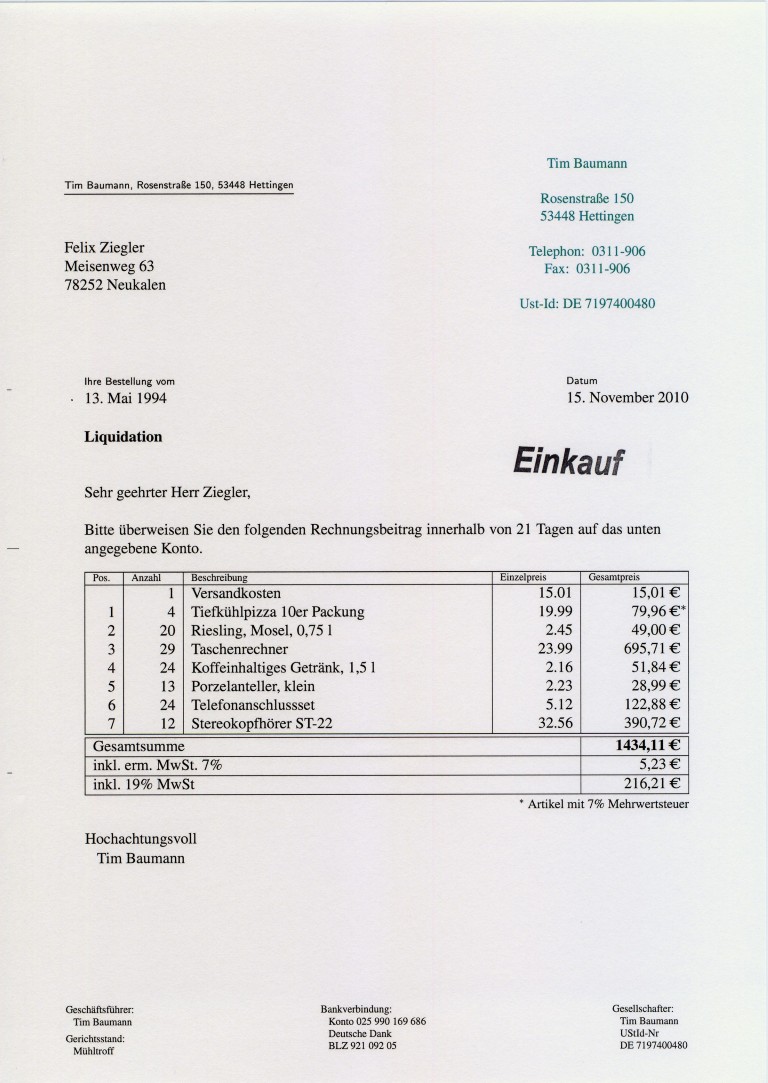 Tim Baumann
Rosenstraße 150
53448 Hettingen
Telephon: 0311-906
Fax: 0311-906
Ust-Id: DE 7197400480
Tim Baumann, Rosenstraße 150, 53448 Hettingen
Felix Ziegler
Meisenweg 63
78252 Neukalen
Ihre Bestellung vom
13. Mai 1994
Datum
15. November 2010
Liquidation
Einkauf
Sehr geehrter Herr Ziegler,
Bitte überweisen Sie den folgenden Rechnungsbeitrag innerhalb von 21 Tagen auf das unten
angegebene Konto.
Pos. Anzahl Beschreibung Einzelpreis Gesamtpreis
1 Versandkosten 15.01 15,01 €
1 4 Tiefkühlpizza 10er Packung 19.99 79,96 €*
2 20 Riesling, Mosel, 0,75 l 2.45 49,00 €
3 29 Taschenrechner 23.99 695,71 €
4 24 Koffeinhaltiges Getränk, 1,5 l 2.16 51,84 €
5 13 Porzelanteller, klein 2.23 28,99 €
6 24 Telefonanschlussset 5.12 122,88 €
7 12 Stereokopfhörer ST-22 32.56 390,72 €
Gesamtsumme 1434,11 €
inkl. erm. MwSt. 7% 5,23 €
inkl. 19% MwSt 216,21 €
* Artikel mit 7% Mehrwertsteuer
Hochachtungsvoll
Tim Baumann
Geschäftsführer:
Tim Baumann
Gerichtsstand:
Mühltroff
Bankverbindung:
Konto 025 990 169 686
Deutsche Dank
BLZ 921 092 05
Gesellschafter:
Tim Baumann
UStId-Nr
DE 7197400480